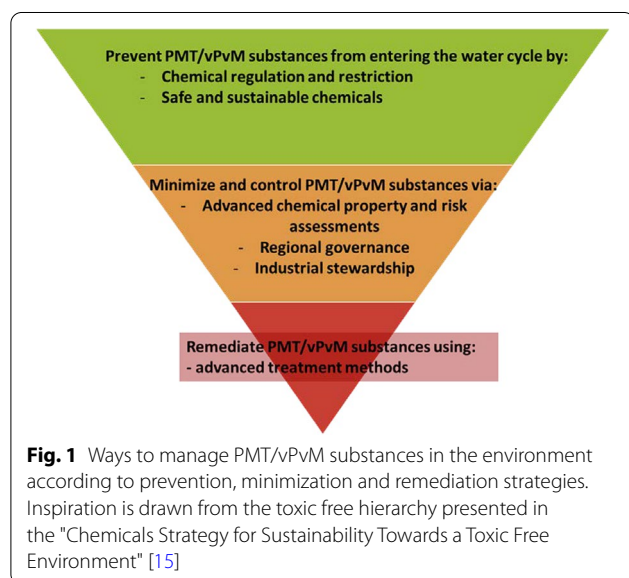 Prevent PMT/vPvM substances from entering the water cycle by:
- Chemical regulation and restriction
- Safe and sustainable chemicals
Minimize and control PMT/vPvM substances via:
- Advanced chemical property and risk
assessments
- Regional governance
- Industrial stewardship
Remediate PMT/vPvM substances using:
- advanced treatment methods
Fig. 1 Ways to manage PMT/vPvM substances in the environment
according to prevention, minimization and remediation strategies.
Inspiration is drawn from the toxic free hierarchy presented in
the "Chemicals Strategy for Sustainability Towards a Toxic Free
Environment" [15]